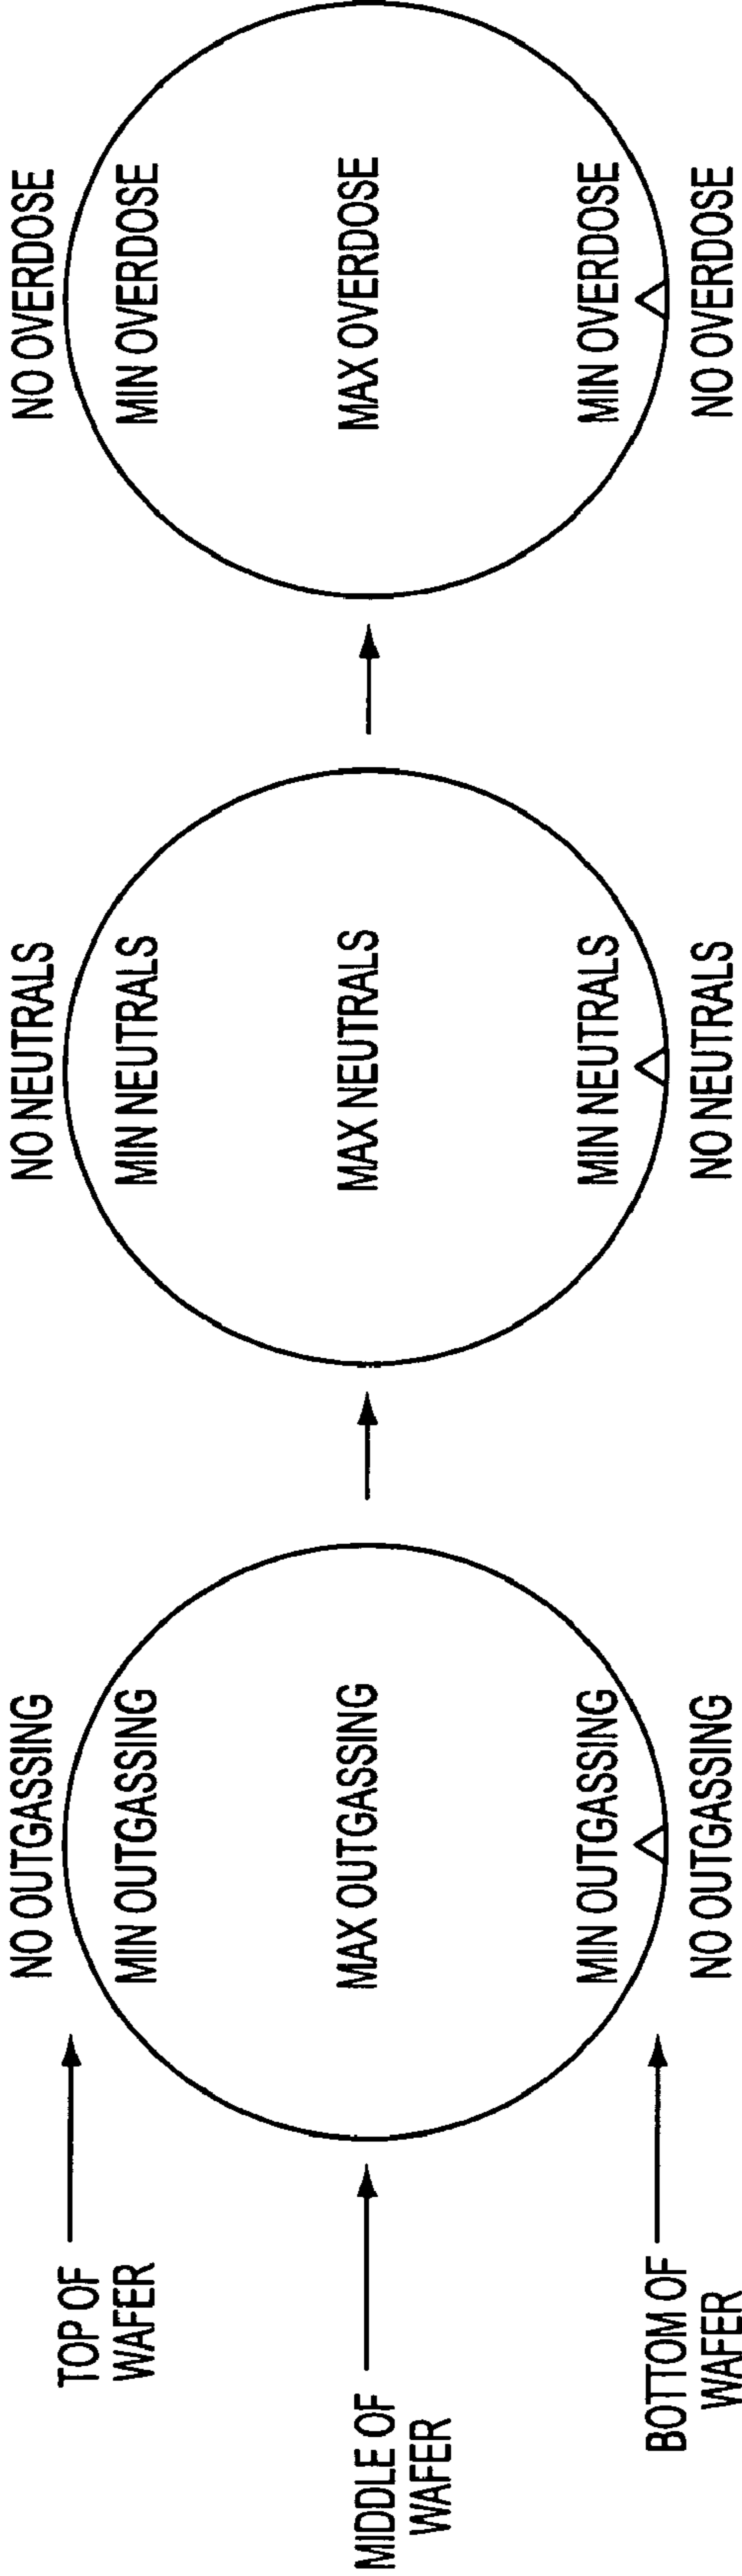 TOP OF
WAFER
MIDDLE OF
WAFER
BOTTOM OF
WAFER
NO OUTGASSING
MIN OUTGASSING
MAX OUTGASSING
MIN OUTGASSING
NO OUTGASSING
NO NEUTRALS
MIN NEUTRALS
MAX NEUTRALS
MIN NEUTRALS
NO NEUTRALS
NO OVERDOSE
MIN OVERDOSE
MAX OVERDOSE
MIN OVERDOSE
NO OVERDOSE